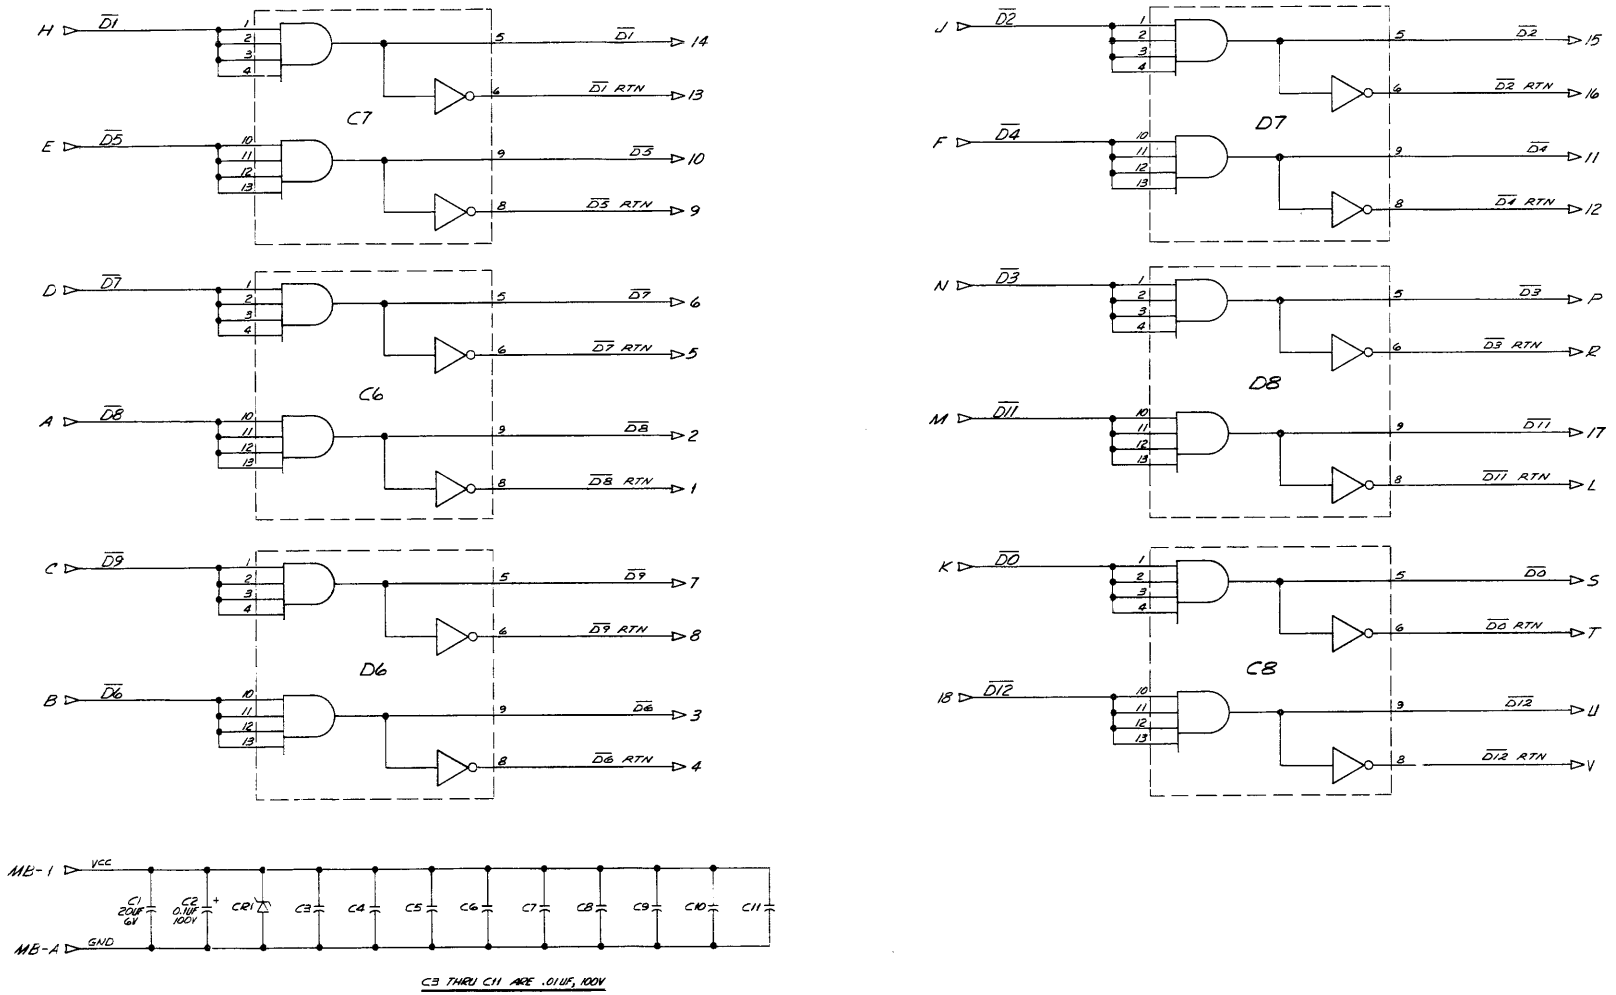 H D1 1 2 3 4 5 D1 14
6 D1 RTN 13
C7
E D5 10 11 12 13 9 D5 10
8 D5 RTN 9
D D7 1 2 3 4 5 D7 6
6 D7 RTN 5
C6
A D8 10 11 12 13 9 D8 2
8 D8 RTN 1
C D9 1 2 3 4 5 D9 7
6 D9 RTN 8
D6
B D6 10 11 12 13 9 D6 3
8 D6 RTN 4
J D2 1 2 3 4 5 D2 15
6 D2 RTN 16
D7
F D4 10 11 12 13 9 D4 11
8 D4 RTN 12
N D3 1 2 3 4 5 D3 P
6 D3 RTN R
D8
M D11 10 11 12 13 9 D11 17
8 D11 RTN L
K D0 1 2 3 4 5 D0 S
6 D0 RTN T
C8
18 D12 10 11 12 13 9 D12 U
8 D12 RTN V
MB-1 VCC
C1 20UF 6V
C2 0.1UF 100V +
CR1 C3 C4 C5 C6 C7 C8 C9 C10 C11
MB-A GND
C3 THRU C11 ARE .01UF, 100V